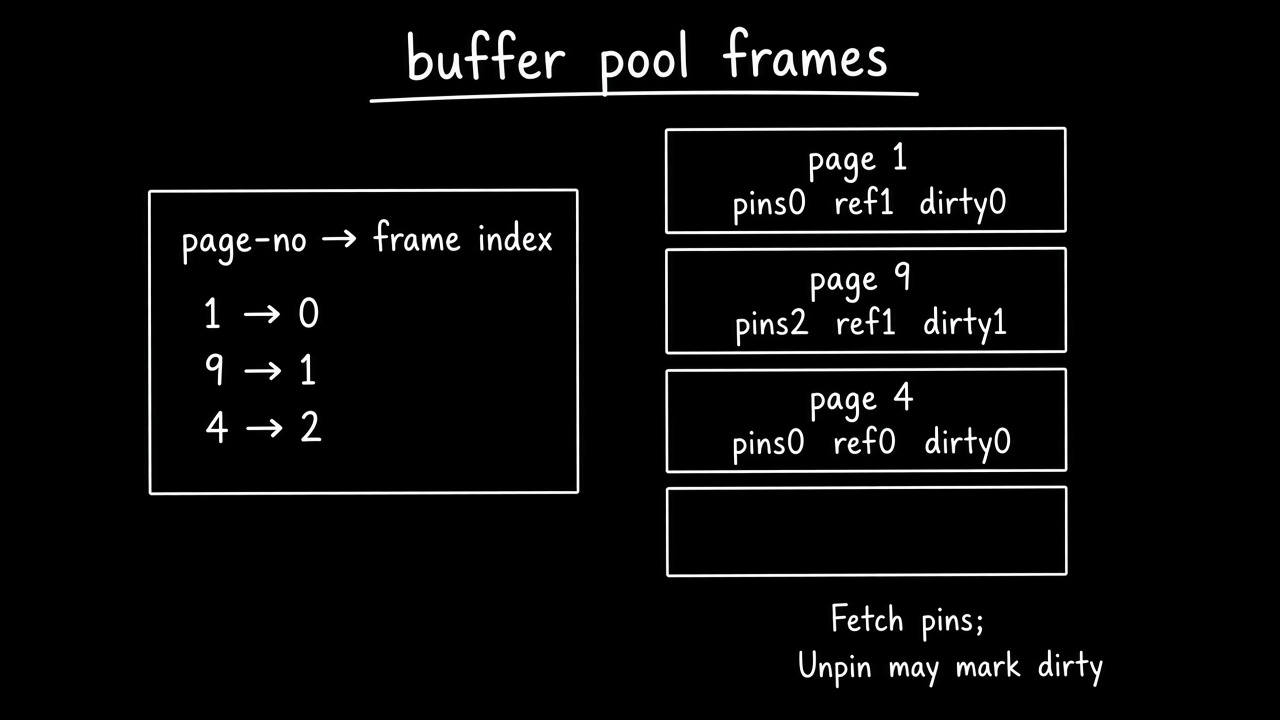 buffer pool frames
page-no → frame index
1 → 0
9 → 1
4 → 2
page 1
pins0 ref1 dirty0
page 9
pins2 ref1 dirty1
page 4
pins0 ref0 dirty0
Fetch pins;
Unpin may mark dirty